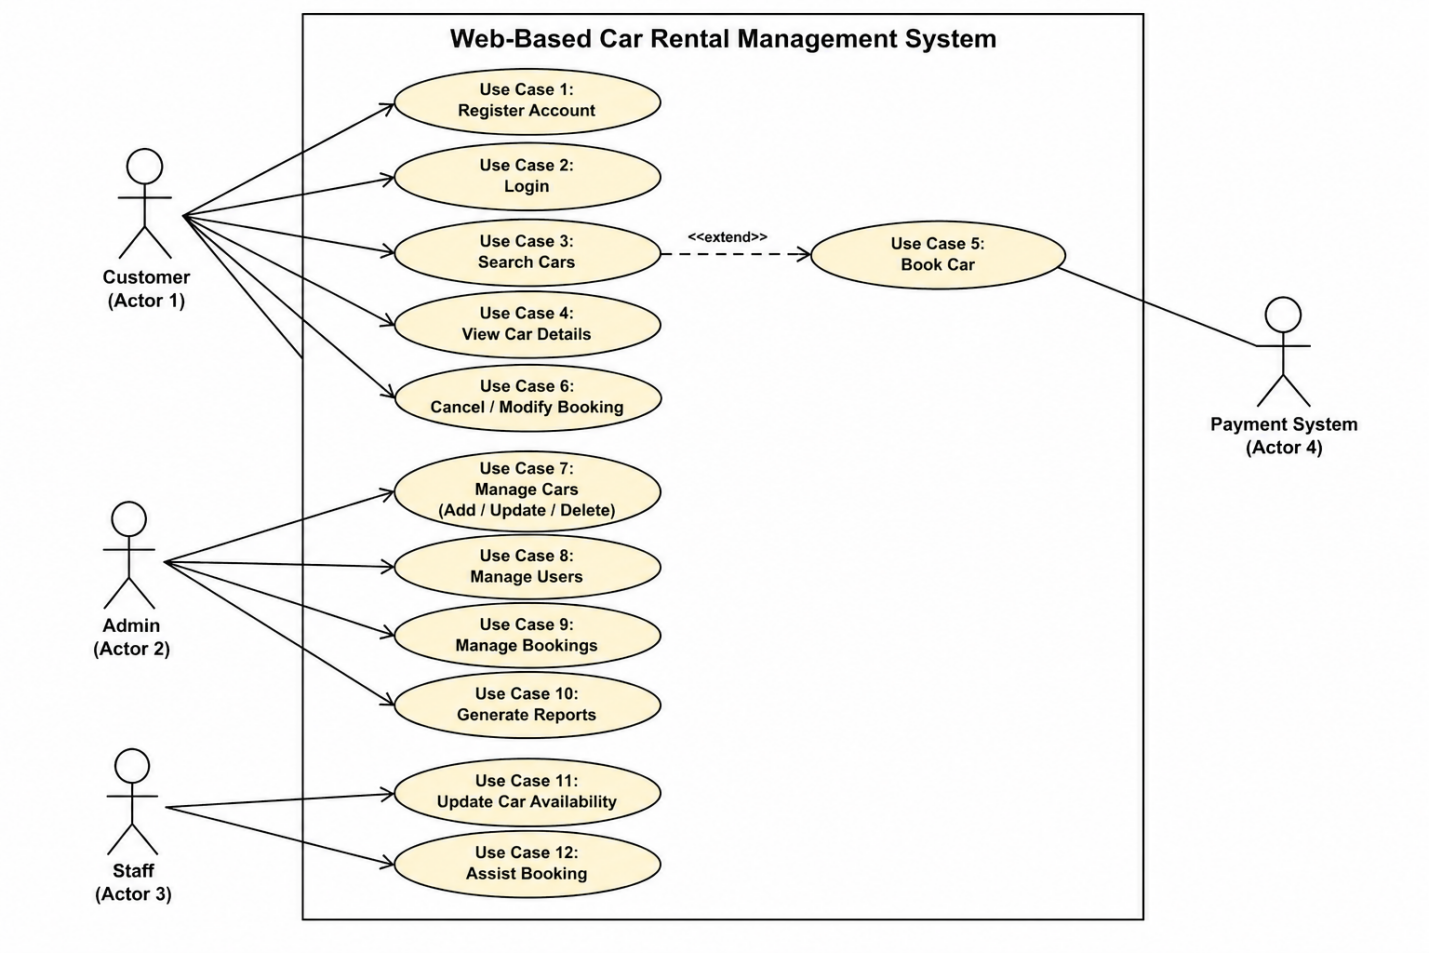 Web-Based Car Rental Management System
Use Case 1:
Register Account
Use Case 2:
Login
Use Case 3:
Search Cars
<<extend>>
Use Case 5:
Book Car
Customer
(Actor 1)
Use Case 4:
View Car Details
Use Case 6:
Cancel / Modify Booking
Payment System
(Actor 4)
Use Case 7:
Manage Cars
(Add / Update / Delete)
Use Case 8:
Manage Users
Admin
(Actor 2)
Use Case 9:
Manage Bookings
Use Case 10:
Generate Reports
Use Case 11:
Update Car Availability
Staff
(Actor 3)
Use Case 12:
Assist Booking